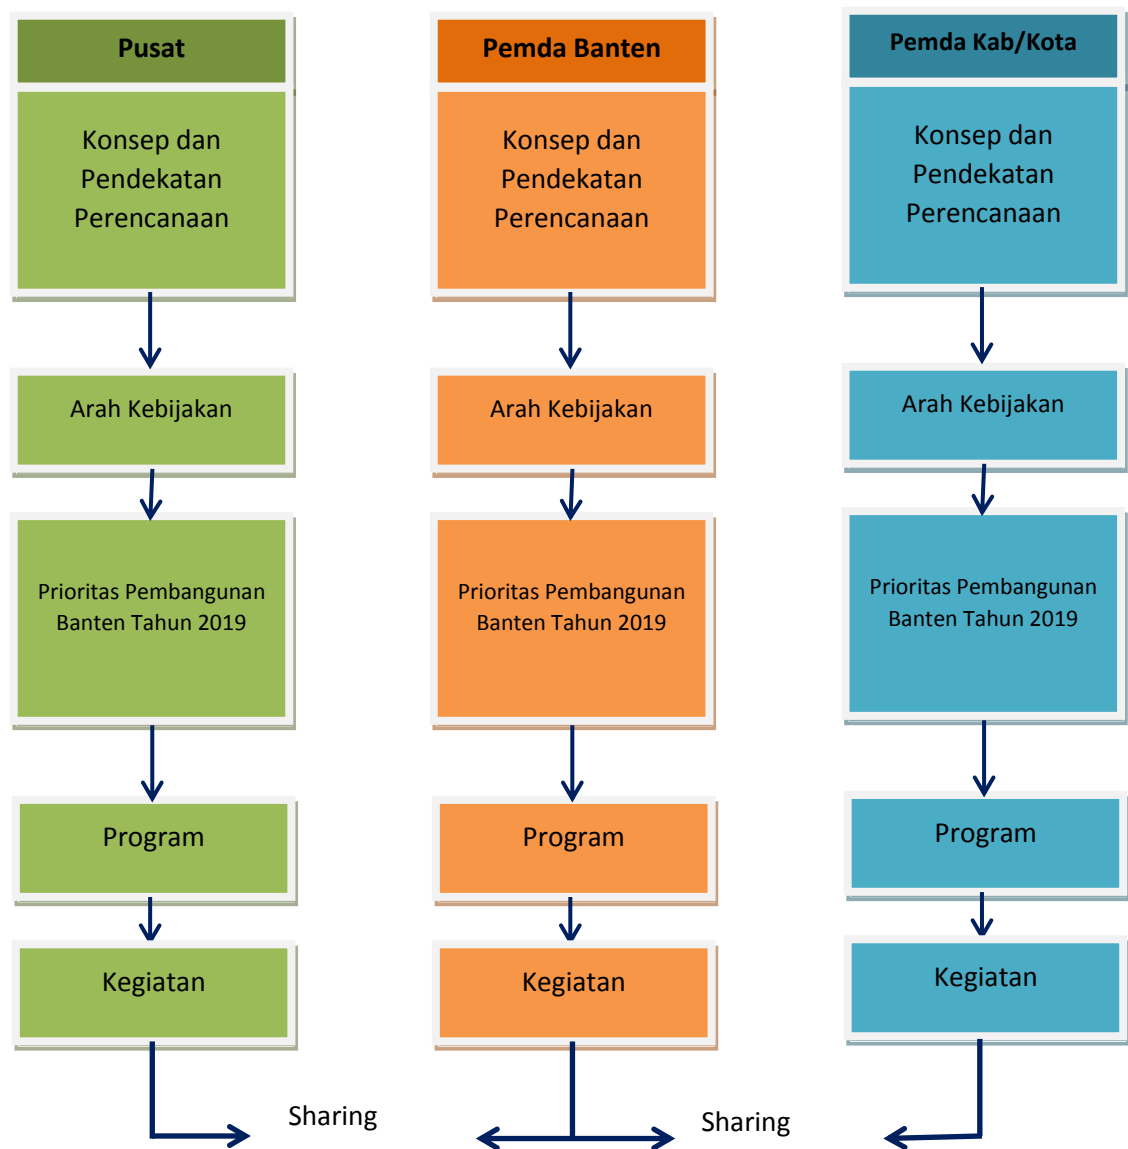 Pusat
Konsep dan
Pendekatan
Perencanaan
Arah Kebijakan
Prioritas Pembangunan
Banten Tahun 2019
Program
Kegiatan
Pemda Banten
Konsep dan
Pendekatan
Perencanaan
Arah Kebijakan
Prioritas Pembangunan
Banten Tahun 2019
Program
Kegiatan
Pemda Kab/Kota
Konsep dan
Pendekatan
Perencanaan
Arah Kebijakan
Prioritas Pembangunan
Banten Tahun 2019
Program
Kegiatan
Sharing
Sharing